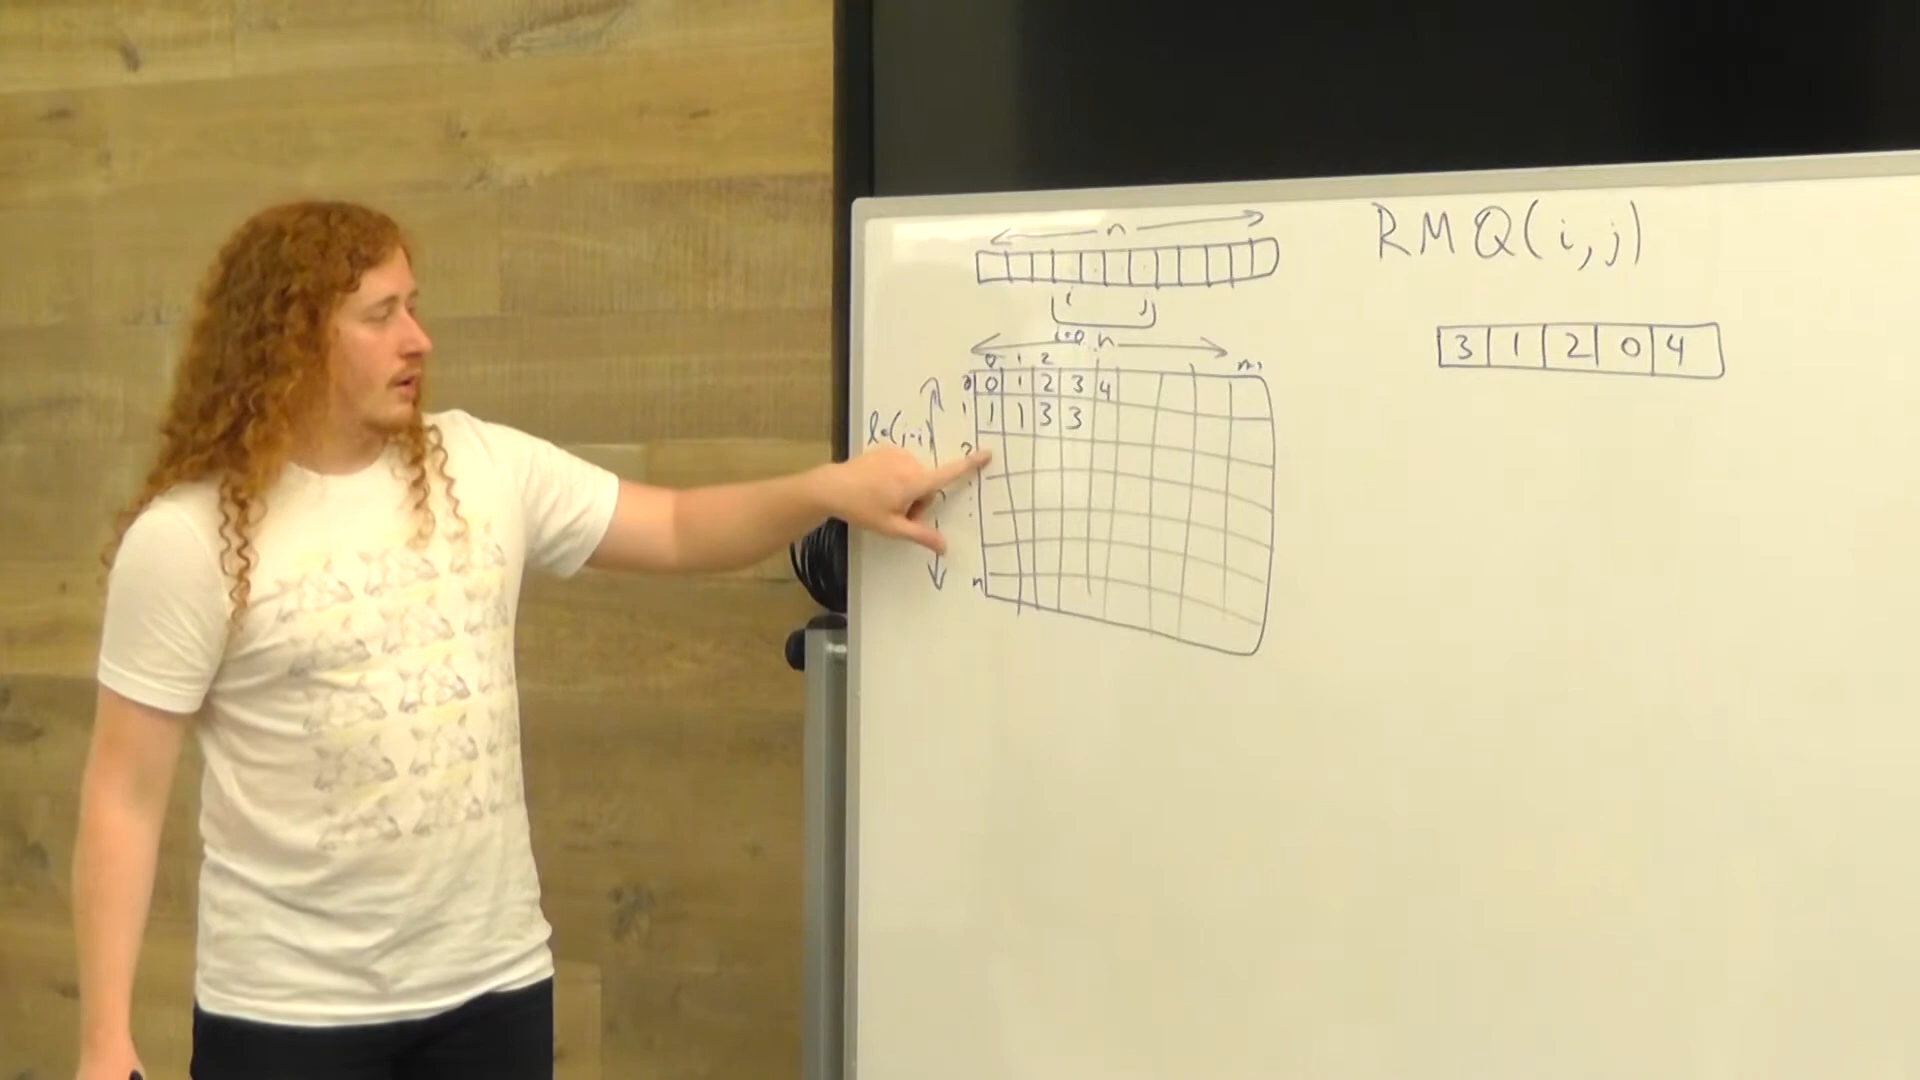 n
RMQ(i,j)
i j
3 1 2 0 4
n
0 1 2
0 0 1 2 3 4
1 1 1 3 3
2
n